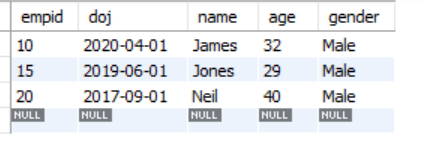 empid doj name age gender
10 2020-04-01 James 32 Male
15 2019-06-01 Jones 29 Male
20 2017-09-01 Neil 40 Male
NULL NULL NULL NULL NULL